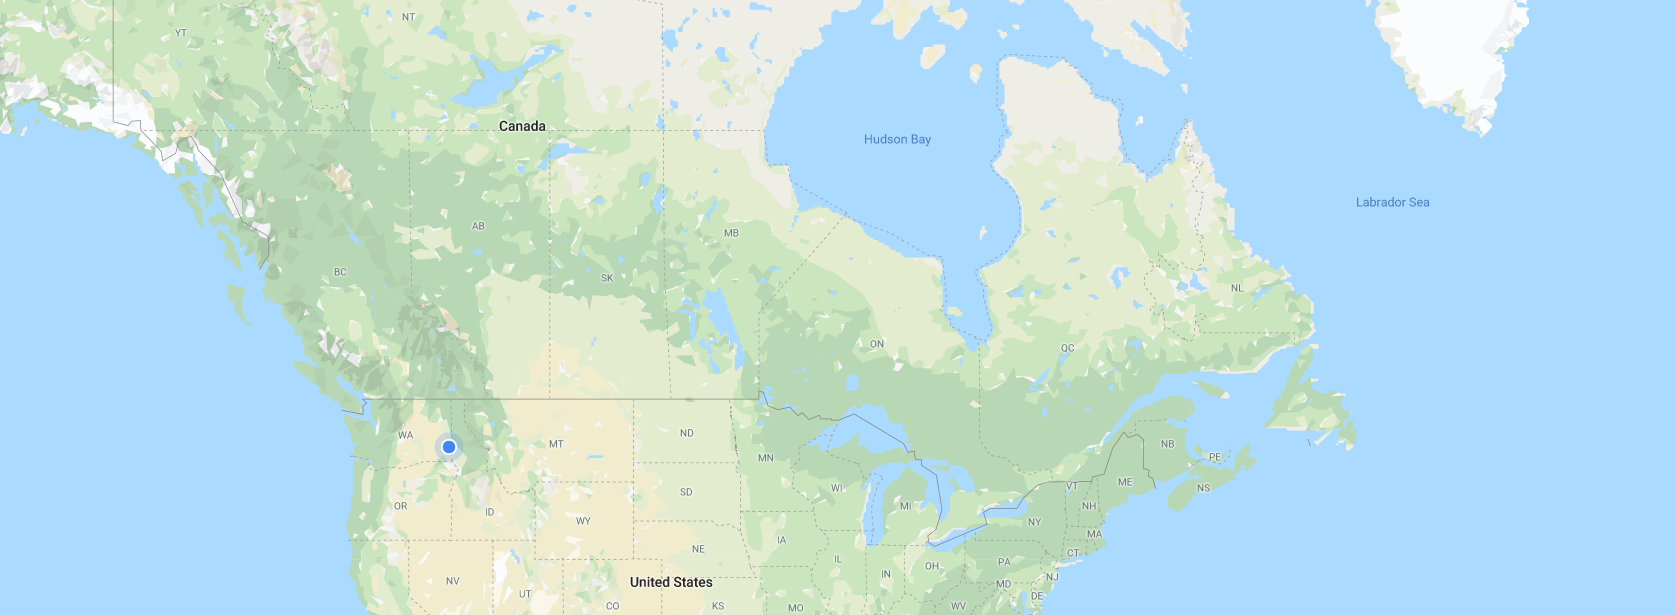 NT
YT
Canada
Hudson Bay
Labrador Sea
AB
MB
BC
SK
NL
ON
QC
WA
MT
ND
NB
MN
PE
SD
WI
VT
ME
NS
OR
ID
MI
NH
WY
NY
MA
IA
NE
CT
IL
PA
OH
IN
NJ
NV
United States
MD
UT
DE
CO
KS
MO
WV